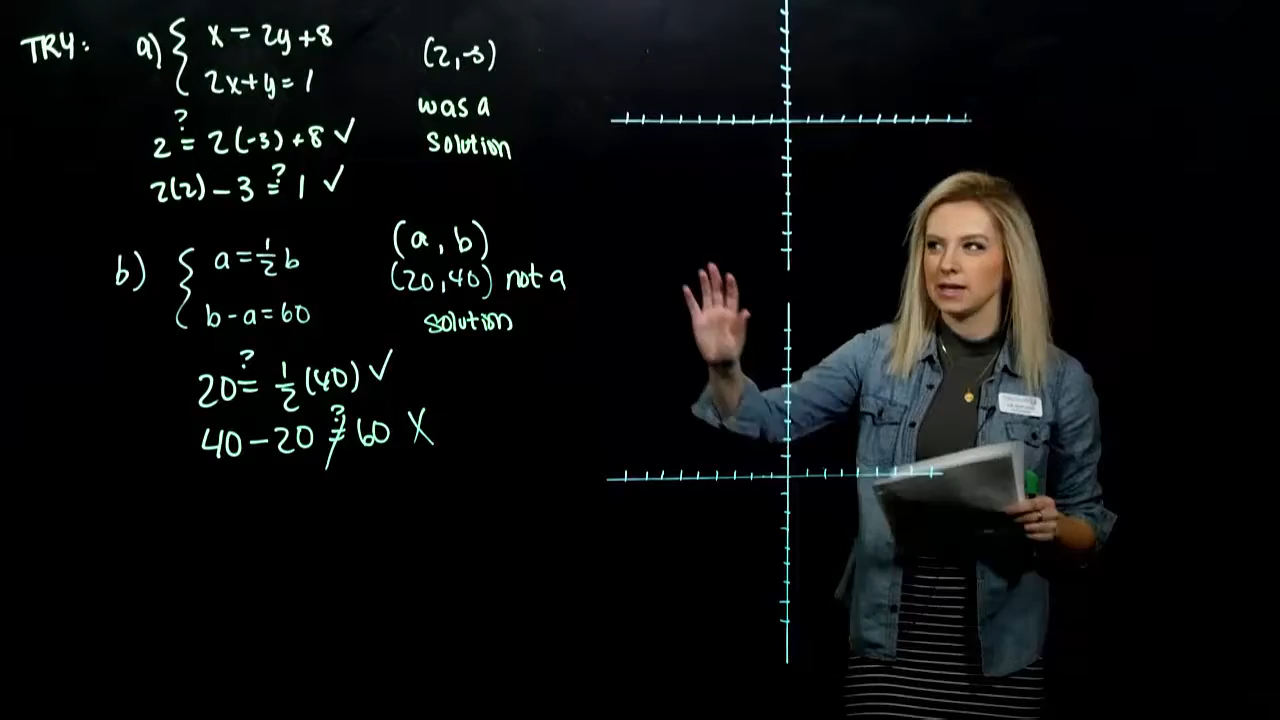 TRY: a) { x = 2y + 8
2x + y = 1
(2, -3)
was a
solution
2 ?= 2(-3) + 8 ✓
2(2) - 3 ?= 1 ✓
b) { a = 1/2 b
b - a = 60
(a, b)
(20, 40) not a
solution
20 ?= 1/2 (40) ✓
40 - 20 ?≠ 60 X